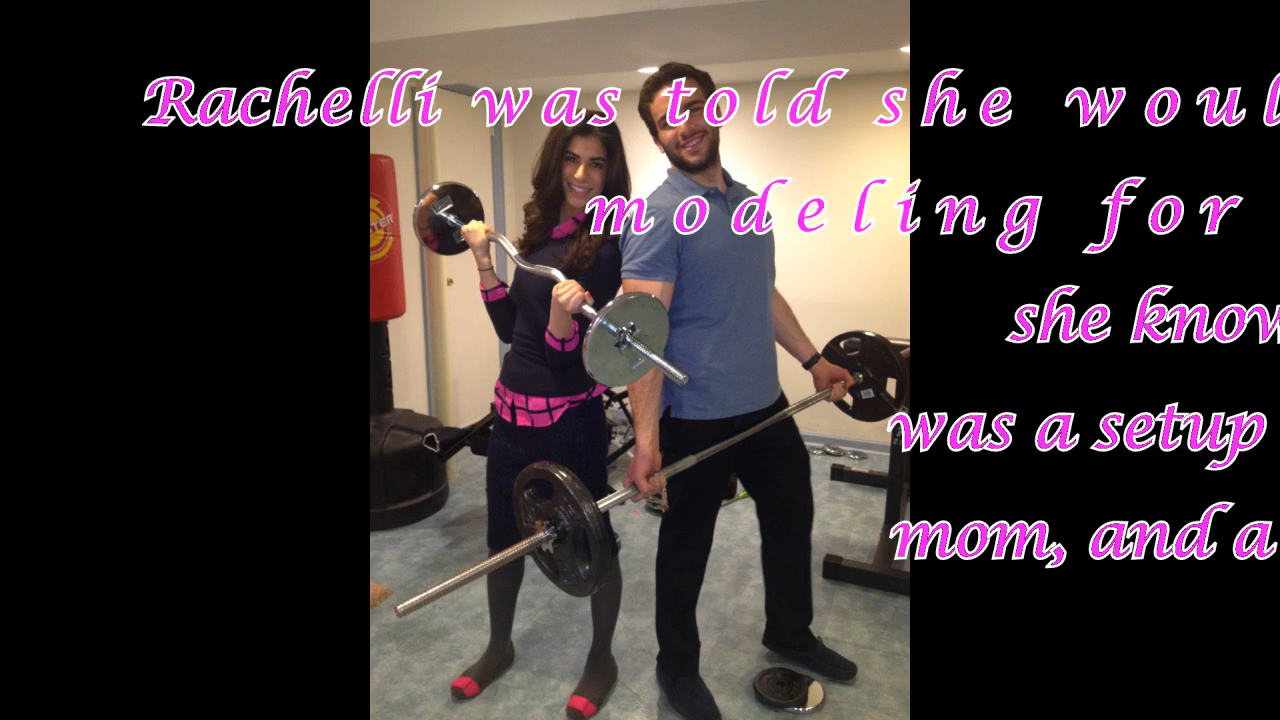 Rachelli was told she woul
modeling for
she know
was a setup
mom, and a